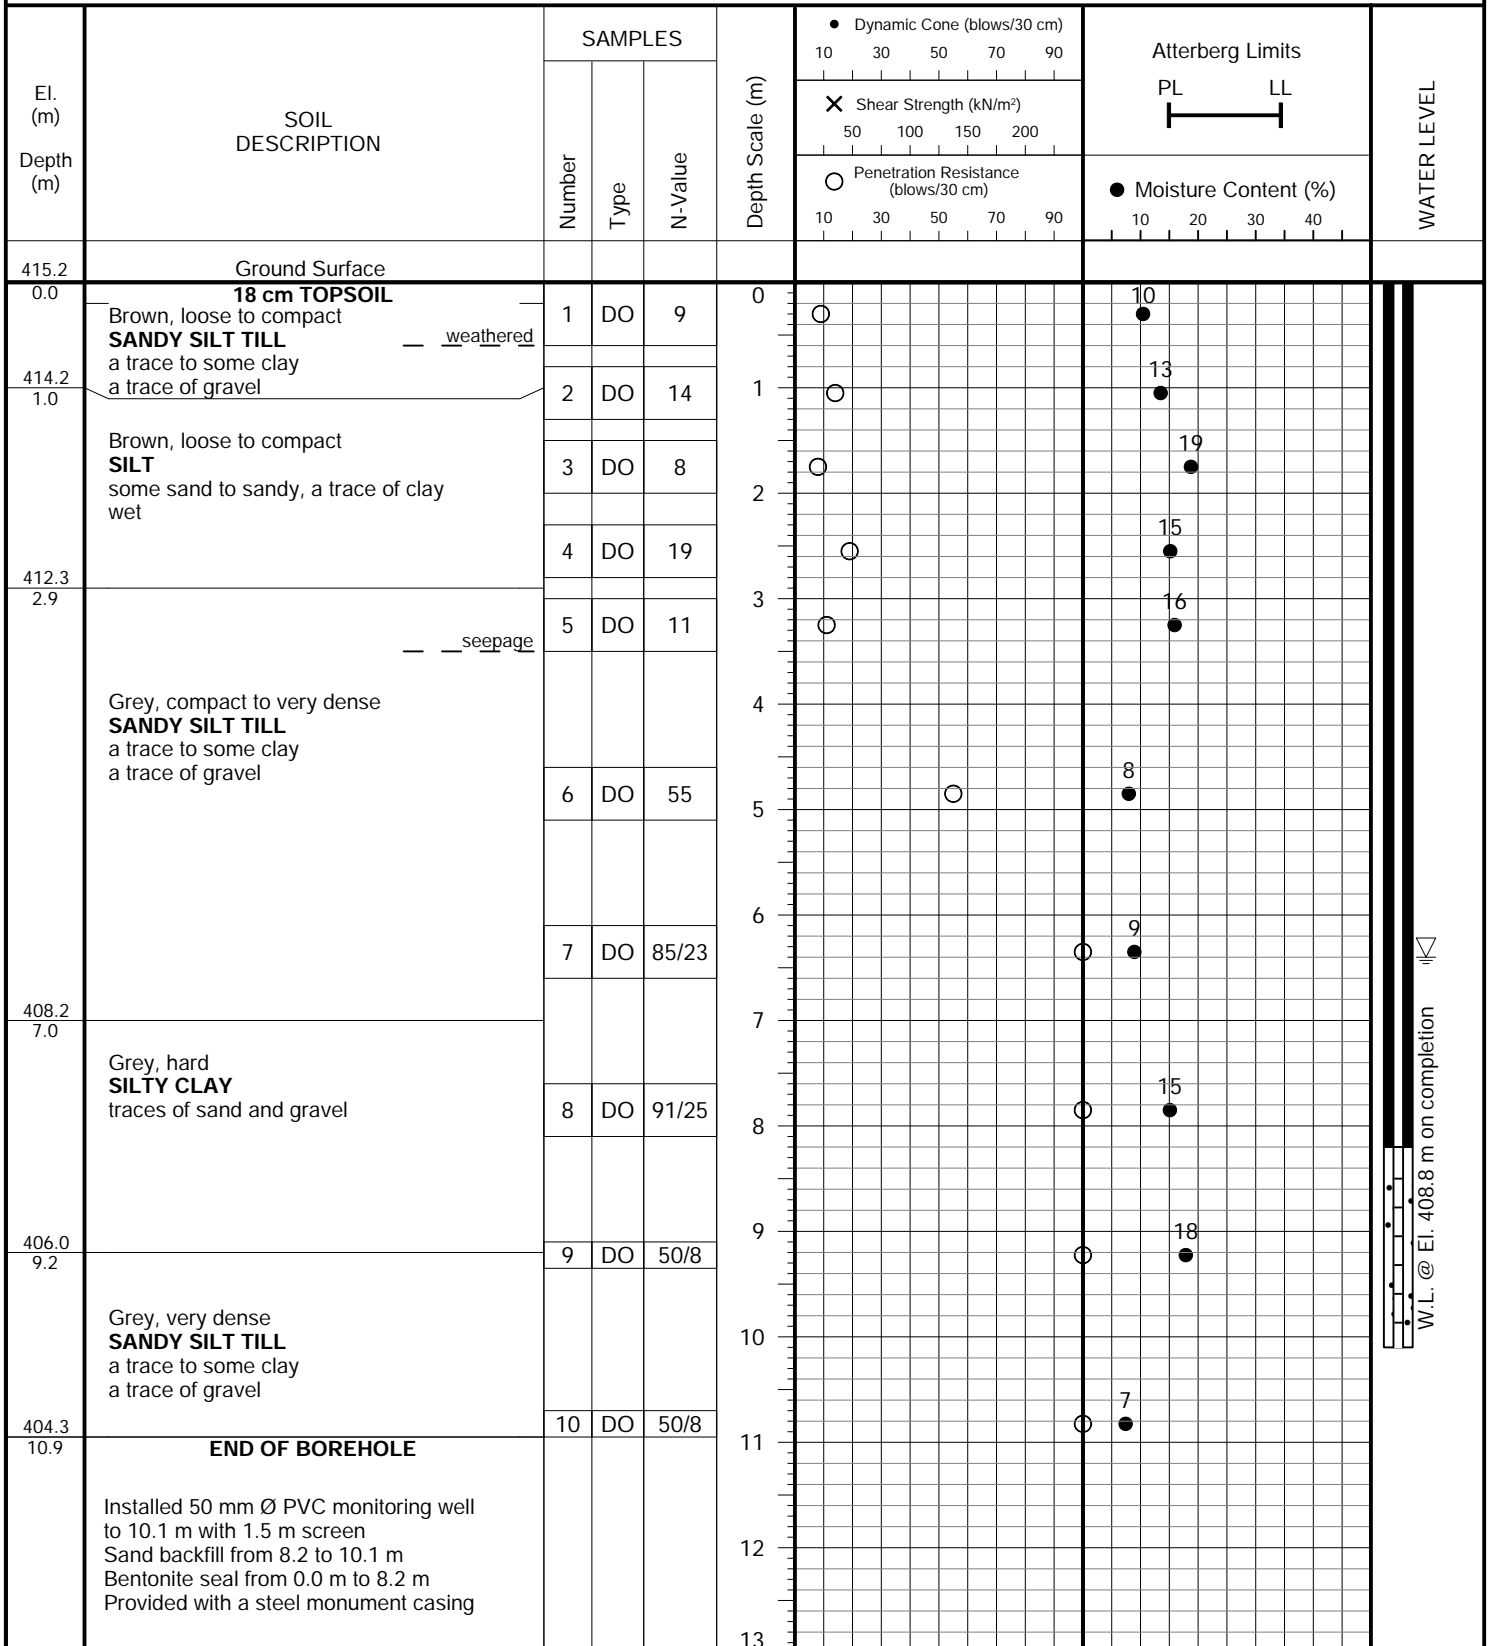 El.
(m)
Depth
(m)
SOIL
DESCRIPTION
SAMPLES
Number
Type
N-Value
Depth Scale (m)
Dynamic Cone (blows/30 cm)
10 30 50 70 90
Shear Strength (kN/m²)
50 100 150 200
Penetration Resistance
(blows/30 cm)
10 30 50 70 90
Atterberg Limits
PL LL
Moisture Content (%)
10 20 30 40
WATER LEVEL
415.2 Ground Surface
0.0 18 cm TOPSOIL 0
Brown, loose to compact 1 DO 9 10
SANDY SILT TILL weathered
a trace to some clay
a trace of gravel
414.2
1.0
2 DO 14 1 13
Brown, loose to compact
SILT
some sand to sandy, a trace of clay
wet
3 DO 8 19
2
4 DO 19 15
412.3
2.9
3
5 DO 11 16
seepage
Grey, compact to very dense
SANDY SILT TILL
a trace to some clay
a trace of gravel
4
6 DO 55 8
5
6
7 DO 85/23 9
408.2
7.0
7
Grey, hard
SILTY CLAY
traces of sand and gravel
8 DO 91/25 15
8
9
406.0
9.2
9 DO 50/8 18
Grey, very dense
SANDY SILT TILL
a trace to some clay
a trace of gravel
10
10 DO 50/8 7
404.3
10.9
END OF BOREHOLE
11
W.L. @ El. 408.8 m on completion
Installed 50 mm Ø PVC monitoring well
to 10.1 m with 1.5 m screen
Sand backfill from 8.2 to 10.1 m
Bentonite seal from 0.0 m to 8.2 m
Provided with a steel monument casing
12
13